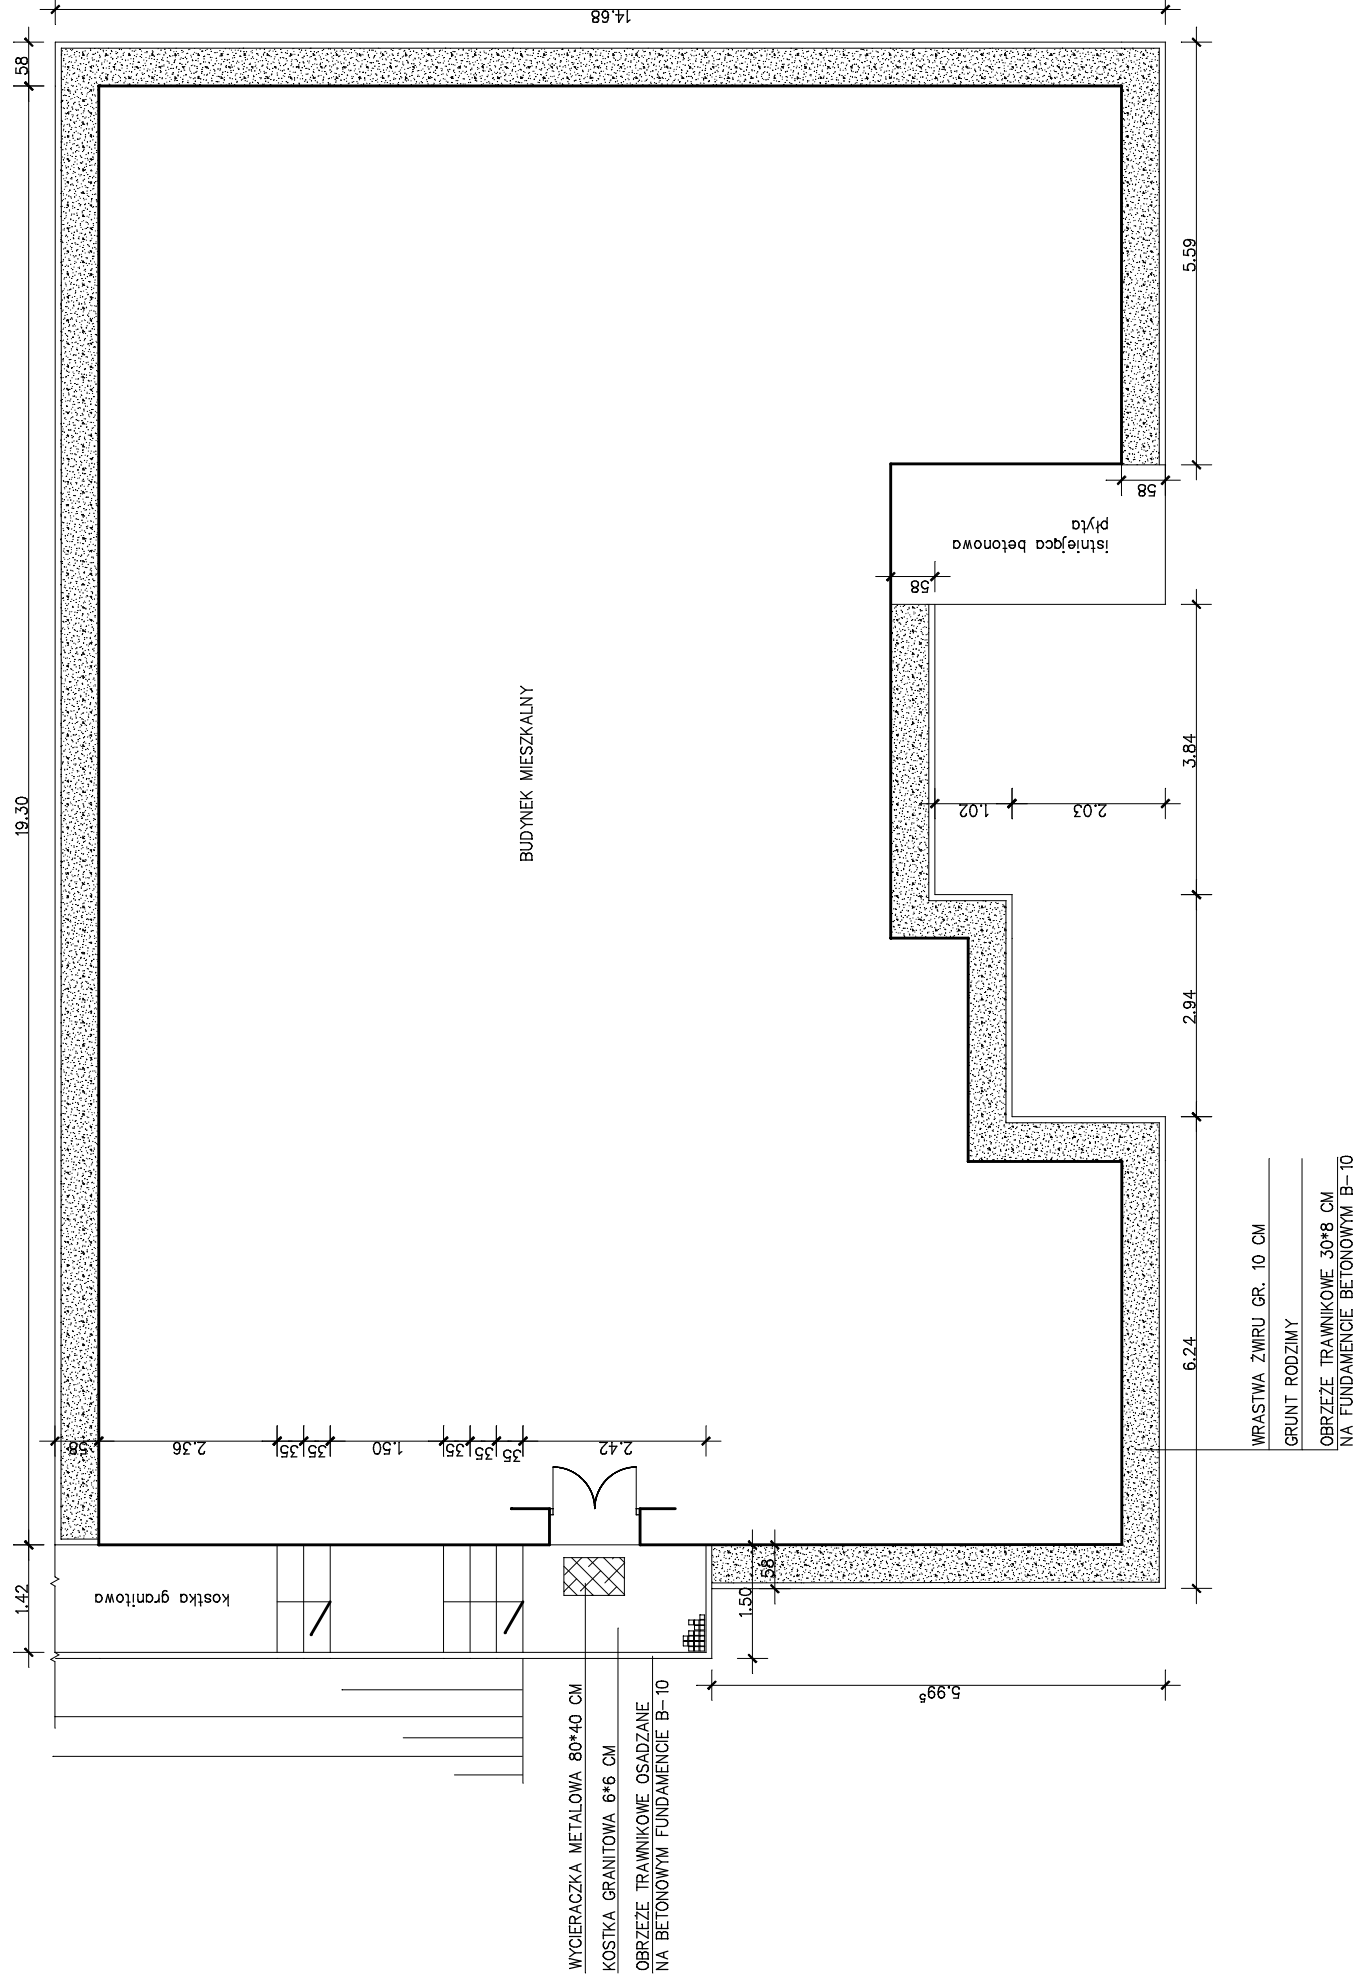 14.68
58
19.30
5.59
58
istniejąca betonowa
płyta
58
BUDYNEK MIESZKALNY
3.84
1.02
2.03
2.94
6.24
58
2.36
35
35
1.50
35
35
35
2.42
1.42
kostka granitowa
58
1.50
5.99⁵
WYCIERACZKA METALOWA 80*40 CM
KOSTKA GRANITOWA 6*6 CM
OBRZEŻE TRAWNIKOWE OSADZANE
NA BETONOWYM FUNDAMENCIE B-10
WRASTWA ŻWIRU GR. 10 CM
GRUNT RODZIMY
OBRZEŻE TRAWNIKOWE 30*8 CM
NA FUNDAMENCIE BETONOWYM B-10